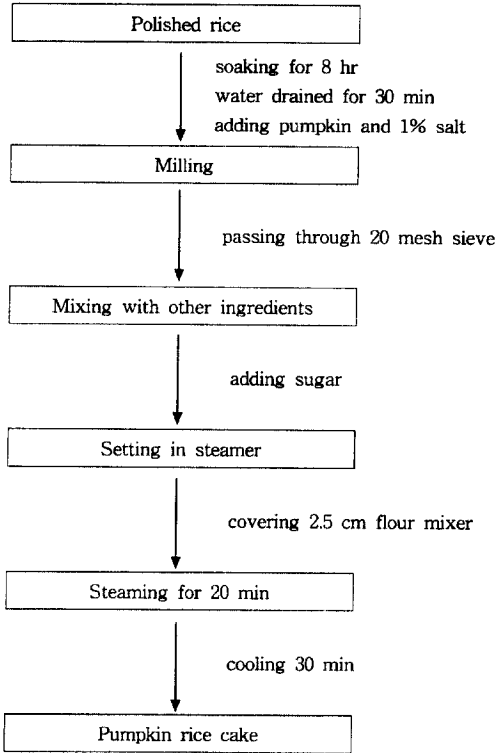 Polished rice
soaking for 8 hr
water drained for 30 min
adding pumpkin and 1% salt
Milling
passing through 20 mesh sieve
Mixing with other ingredients
adding sugar
Setting in steamer
covering 2.5 cm flour mixer
Steaming for 20 min
cooling 30 min
Pumpkin rice cake